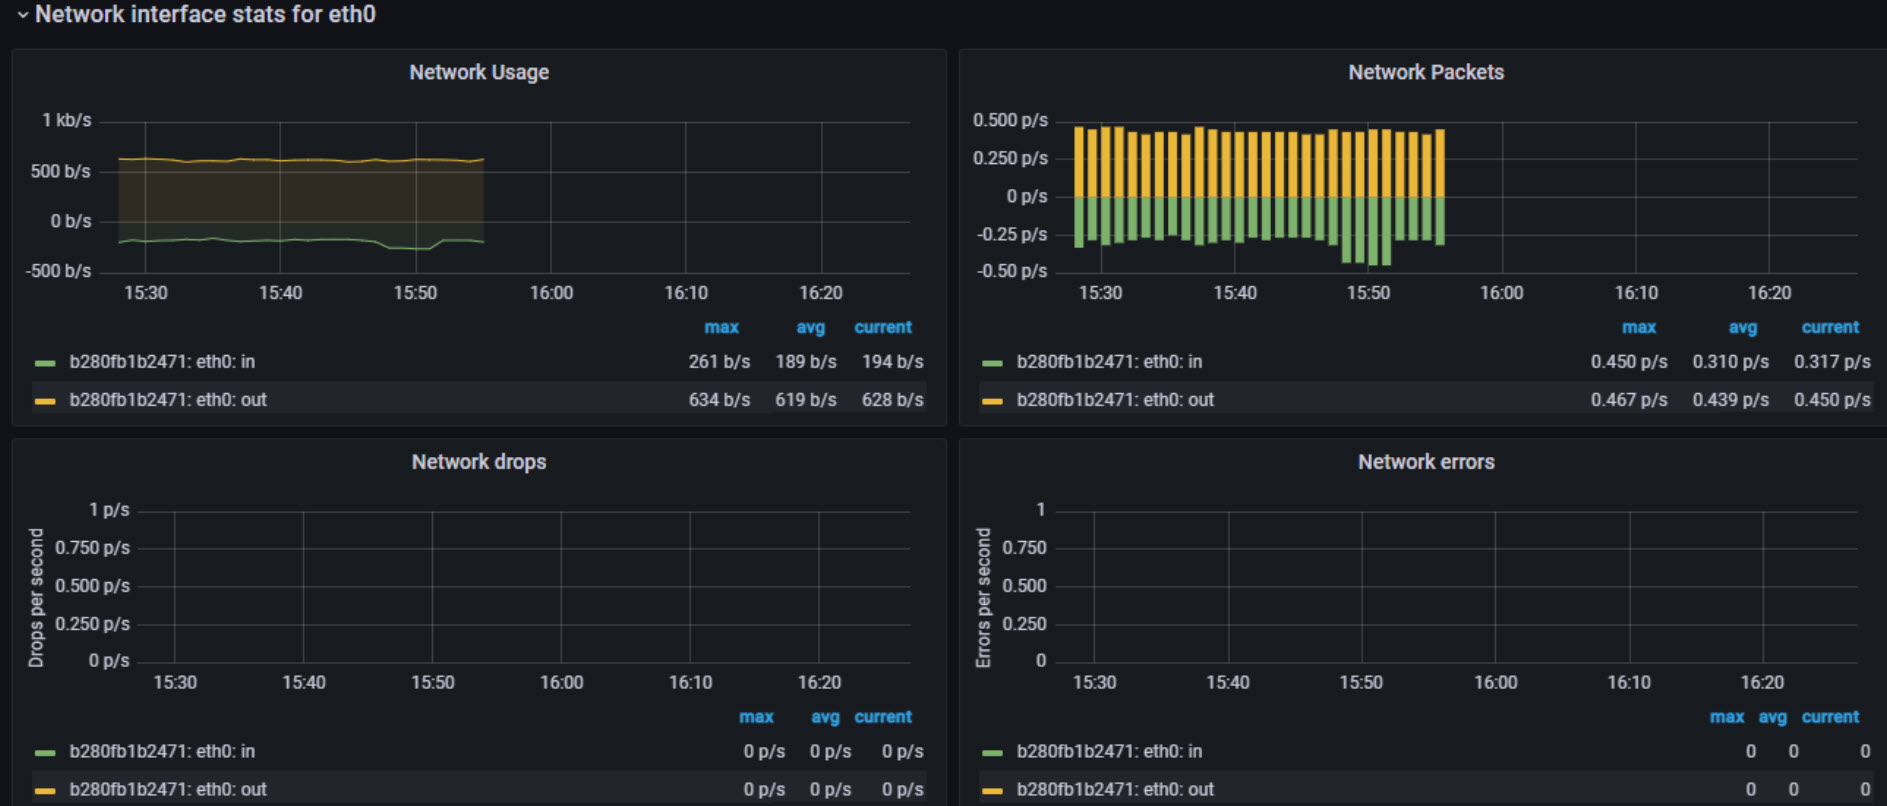 Network interface stats for eth0
Network Usage
1 kb/s
500 b/s
0 b/s
-500 b/s
15:30 15:40 15:50 16:00 16:10 16:20
max avg current
b280fb1b2471: eth0: in 261 b/s 189 b/s 194 b/s
b280fb1b2471: eth0: out 634 b/s 619 b/s 628 b/s
Network Packets
0.500 p/s
0.250 p/s
0 p/s
-0.25 p/s
-0.50 p/s
15:30 15:40 15:50 16:00 16:10 16:20
max avg current
b280fb1b2471: eth0: in 0.450 p/s 0.310 p/s 0.317 p/s
b280fb1b2471: eth0: out 0.467 p/s 0.439 p/s 0.450 p/s
Network drops
Drops per second
1 p/s
0.750 p/s
0.500 p/s
0.250 p/s
0 p/s
15:30 15:40 15:50 16:00 16:10 16:20
max avg current
b280fb1b2471: eth0: in 0 p/s 0 p/s 0 p/s
b280fb1b2471: eth0: out 0 p/s 0 p/s 0 p/s
Network errors
Errors per second
1
0.750
0.500
0.250
0
15:30 15:40 15:50 16:00 16:10 16:20
max avg current
b280fb1b2471: eth0: in 0 0 0
b280fb1b2471: eth0: out 0 0 0